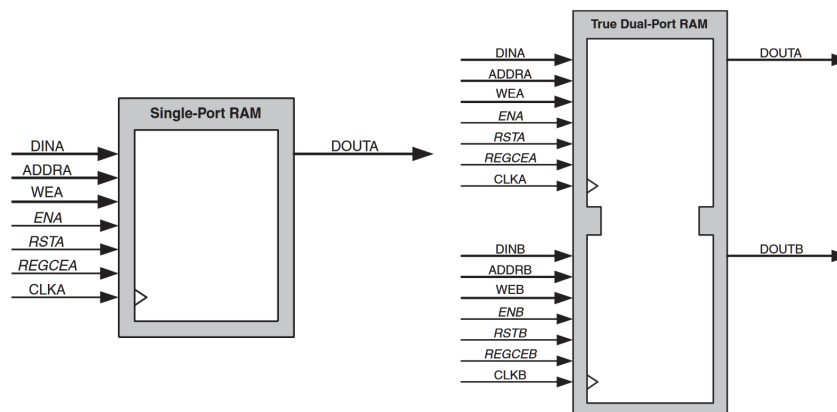 Single-Port RAM
DINA
ADDRA
WEA
ENA
RSTA
REGCEA
CLKA
DOUTA
True Dual-Port RAM
DINA
ADDRA
WEA
ENA
RSTA
REGCEA
CLKA
DOUTA
DINB
ADDRB
WEB
ENB
RSTB
REGCEB
CLKB
DOUTB